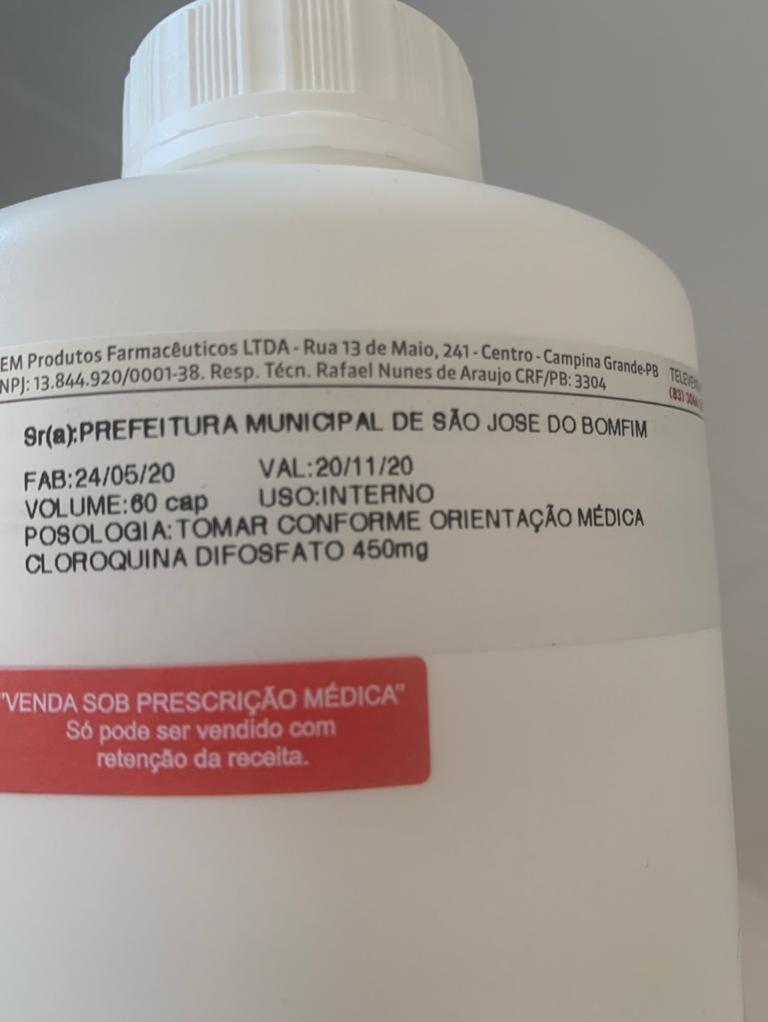 EM Produtos Farmacêuticos LTDA - Rua 13 de Maio, 241 - Centro - Campina Grande-PB
NPJ: 13.844.920/0001-38. Resp. Técn. Rafael Nunes de Araujo CRF/PB: 3304
(83)
Sr(a):PREFEITURA MUNICIPAL DE SÃO JOSE DO BOMFIM
FAB:24/05/20 VAL:20/11/20
VOLUME:60 cap USO:INTERNO
POSOLOGIA:TOMAR CONFORME ORIENTAÇÃO MÉDICA
CLOROQUINA DIFOSFATO 450mg
"VENDA SOB PRESCRIÇÃO MÉDICA"
Só pode ser vendido com
retenção da receita.